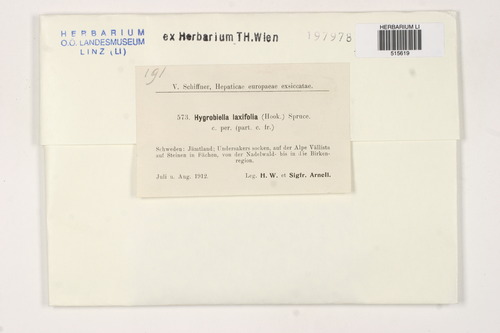 HERBARIUM
O.Ö. LANDESMUSEUM
LINZ (LI)
ex Herbarium TH.Wien
197978
HERBARIUM LI
515619
191
V. Schiffner, Hepaticae europaeae exsiccatae.
573. Hygrobiella laxifolia (Hook.) Spruce.
c. per. (part. c. fr.)
Schweden: Jämtland; Undersåkers socken, auf der Alpe Vällista
auf Steinen in Bächen, von der Nadelwald- bis in die Birken-
region.
Juli u. Aug. 1912.
Leg. H. W. et Sigfr. Arnell.